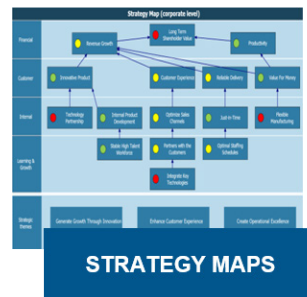 Strategy Map (corporate level)
Financial
Revenue Growth
Long Term
Shareholder Value
Productivity
Customer
Innovative Product
Customer Experience
Reliable Delivery
Value For Money
Internal
Technology
Partnership
Internal Product
Development
Optimize Sales
Channels
Just-in-Time
Flexible
Manufacturing
Learning &
Growth
Stable High Talent
Workforce
Partners with the
Customers
Optimal Staffing
Schedules
Integrate Key
Technologies
Strategic
themes
Generate Growth Through Innovation
Enhance Customer Experience
Create Operational Excellence
STRATEGY MAPS